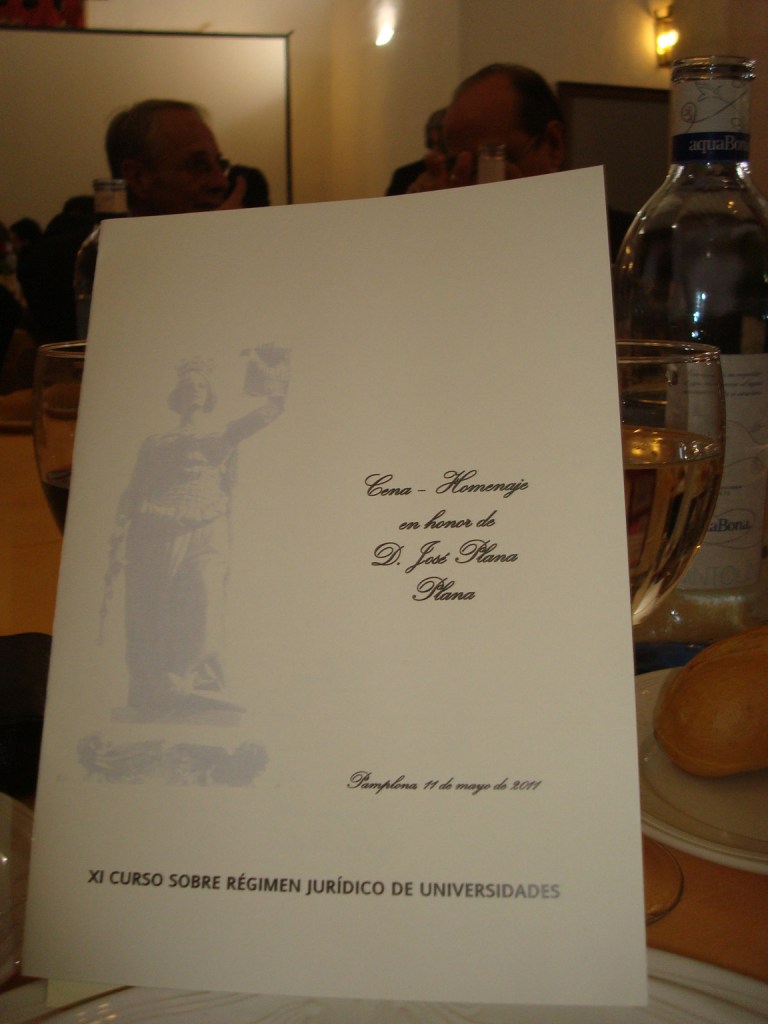 aquaBona
Cena - Homenaje
en honor de
D. José Plana
Plana
aBona
Pamplona, 11 de mayo de 2011
XI CURSO SOBRE RÉGIMEN JURÍDICO DE UNIVERSIDADES